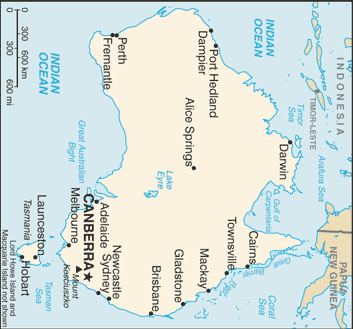 INDONESIA
TIMOR-LESTE
Timor
Sea
Arafura Sea
PAPUA
NEW GUINEA
Darwin
Gulf of
Carpentaria
Great
Coral
Sea
Cairns
Townsville
Port Hedland
Dampier
INDIAN
OCEAN
Alice Springs
Mackay
Gladstone
Lake
Eyre
Brisbane
Perth
Fremantle
Great Australian
Bight
Adelaide
Newcastle
Sydney
CANBERRA
Mount
Kosciuszko
Melbourne
INDIAN
OCEAN
Tasman
Sea
Launceston
Tasmania
Hobart
Lord Howe Island and
Macquarie Island not shown
0 300 600 km
0 300 600 mi